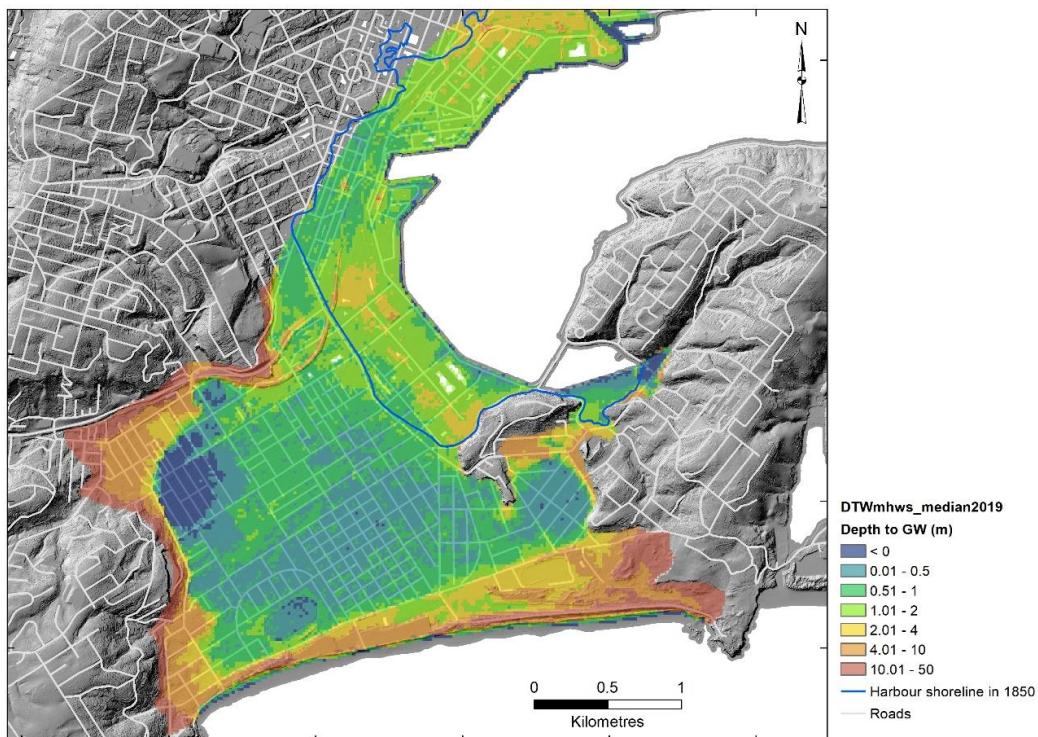 N
DTWmhws_median2019
Depth to GW (m)
< 0
0.01 - 0.5
0.51 - 1
1.01 - 2
2.01 - 4
4.01 - 10
10.01 - 50
Harbour shoreline in 1850
Roads
0 0.5 1
Kilometres